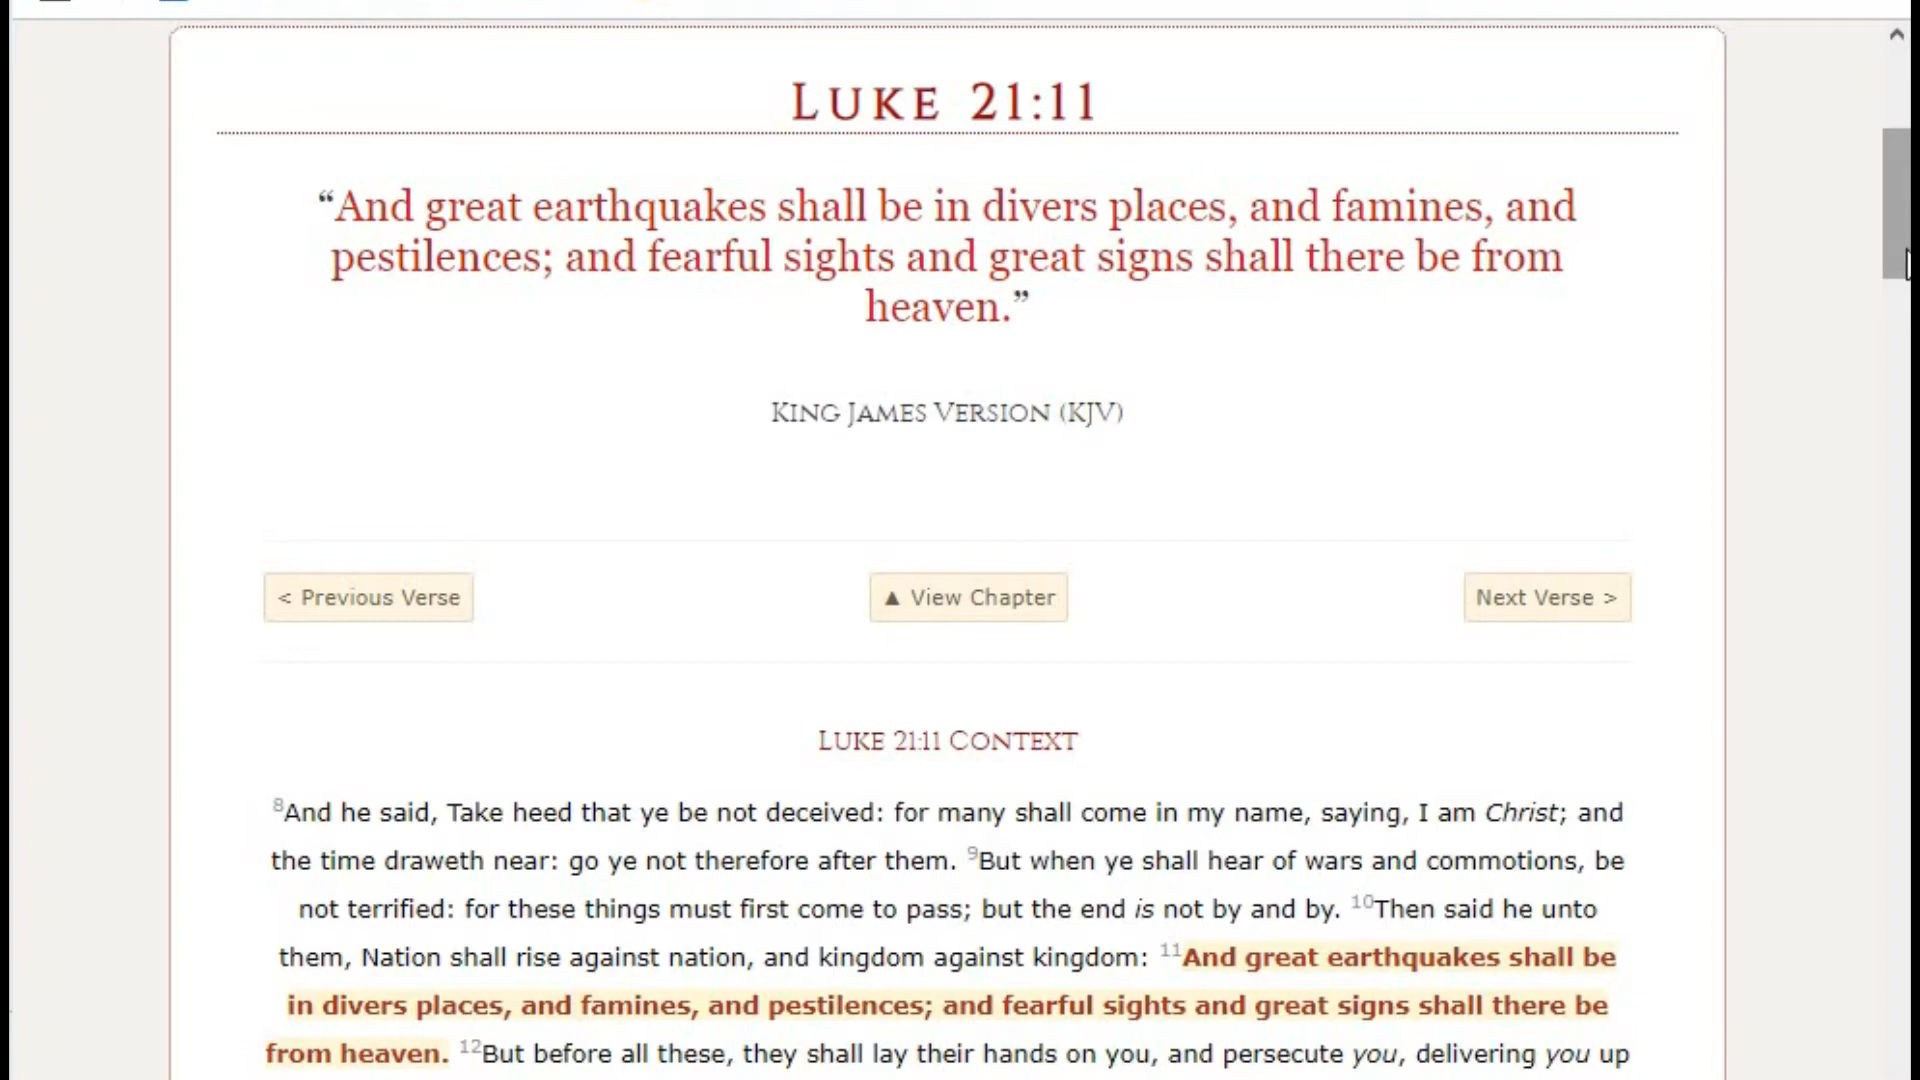 LUKE 21:11
“And great earthquakes shall be in divers places, and famines, and
pestilences; and fearful sights and great signs shall there be from
heaven.”
KING JAMES VERSION (KJV)
< Previous Verse
▲ View Chapter
Next Verse >
LUKE 21:11 CONTEXT
8And he said, Take heed that ye be not deceived: for many shall come in my name, saying, I am Christ; and
the time draweth near: go ye not therefore after them. 9But when ye shall hear of wars and commotions, be
not terrified: for these things must first come to pass; but the end is not by and by. 10Then said he unto
them, Nation shall rise against nation, and kingdom against kingdom: 11And great earthquakes shall be
in divers places, and famines, and pestilences; and fearful sights and great signs shall there be
from heaven. 12But before all these, they shall lay their hands on you, and persecute you, delivering you up